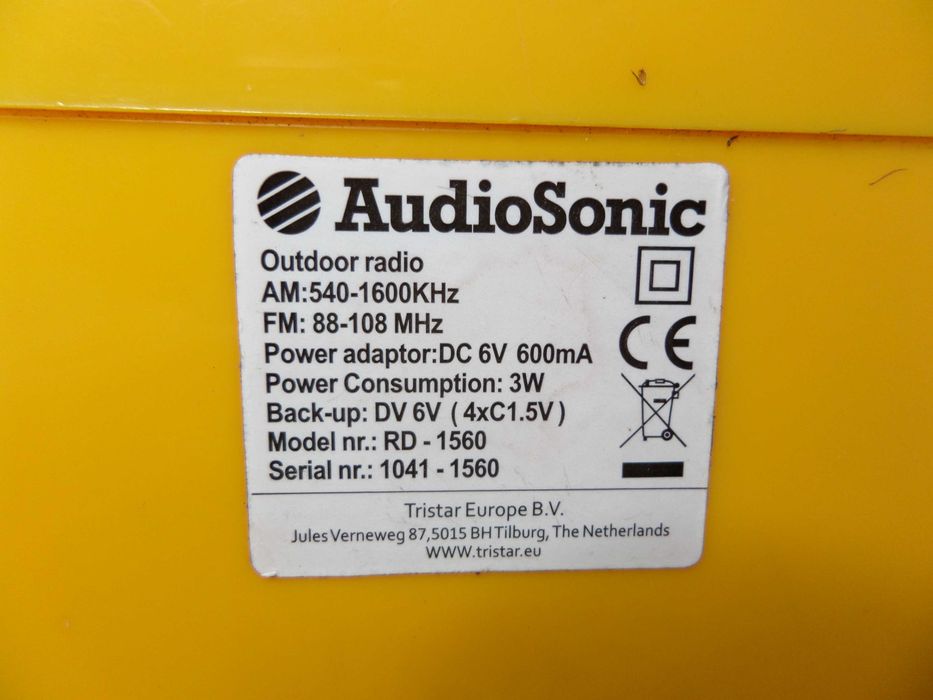 AudioSonic
Outdoor radio
AM:540-1600KHz
FM: 88-108 MHz
Power adaptor:DC 6V 600mA
Power Consumption: 3W
Back-up: DV 6V ( 4xC1.5V )
Model nr.: RD - 1560
Serial nr.: 1041 - 1560
CE
Tristar Europe B.V.
Jules Verneweg 87,5015 BH Tilburg, The Netherlands
WWW.tristar.eu